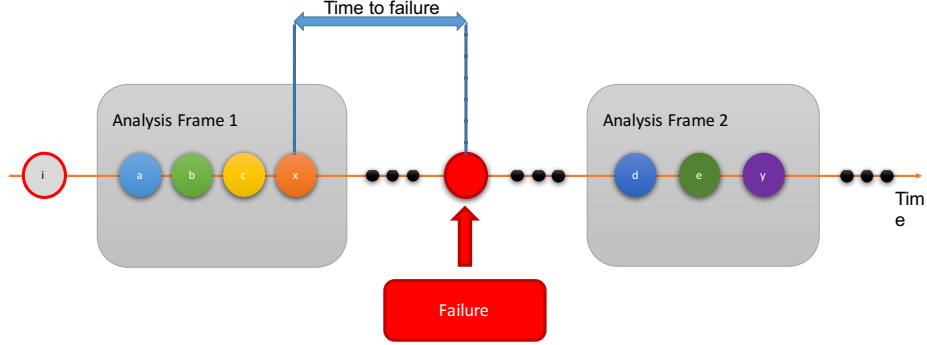 Time to failure
Analysis Frame 1
Analysis Frame 2
i
a
b
c
x
d
e
y
Tim
e
Failure